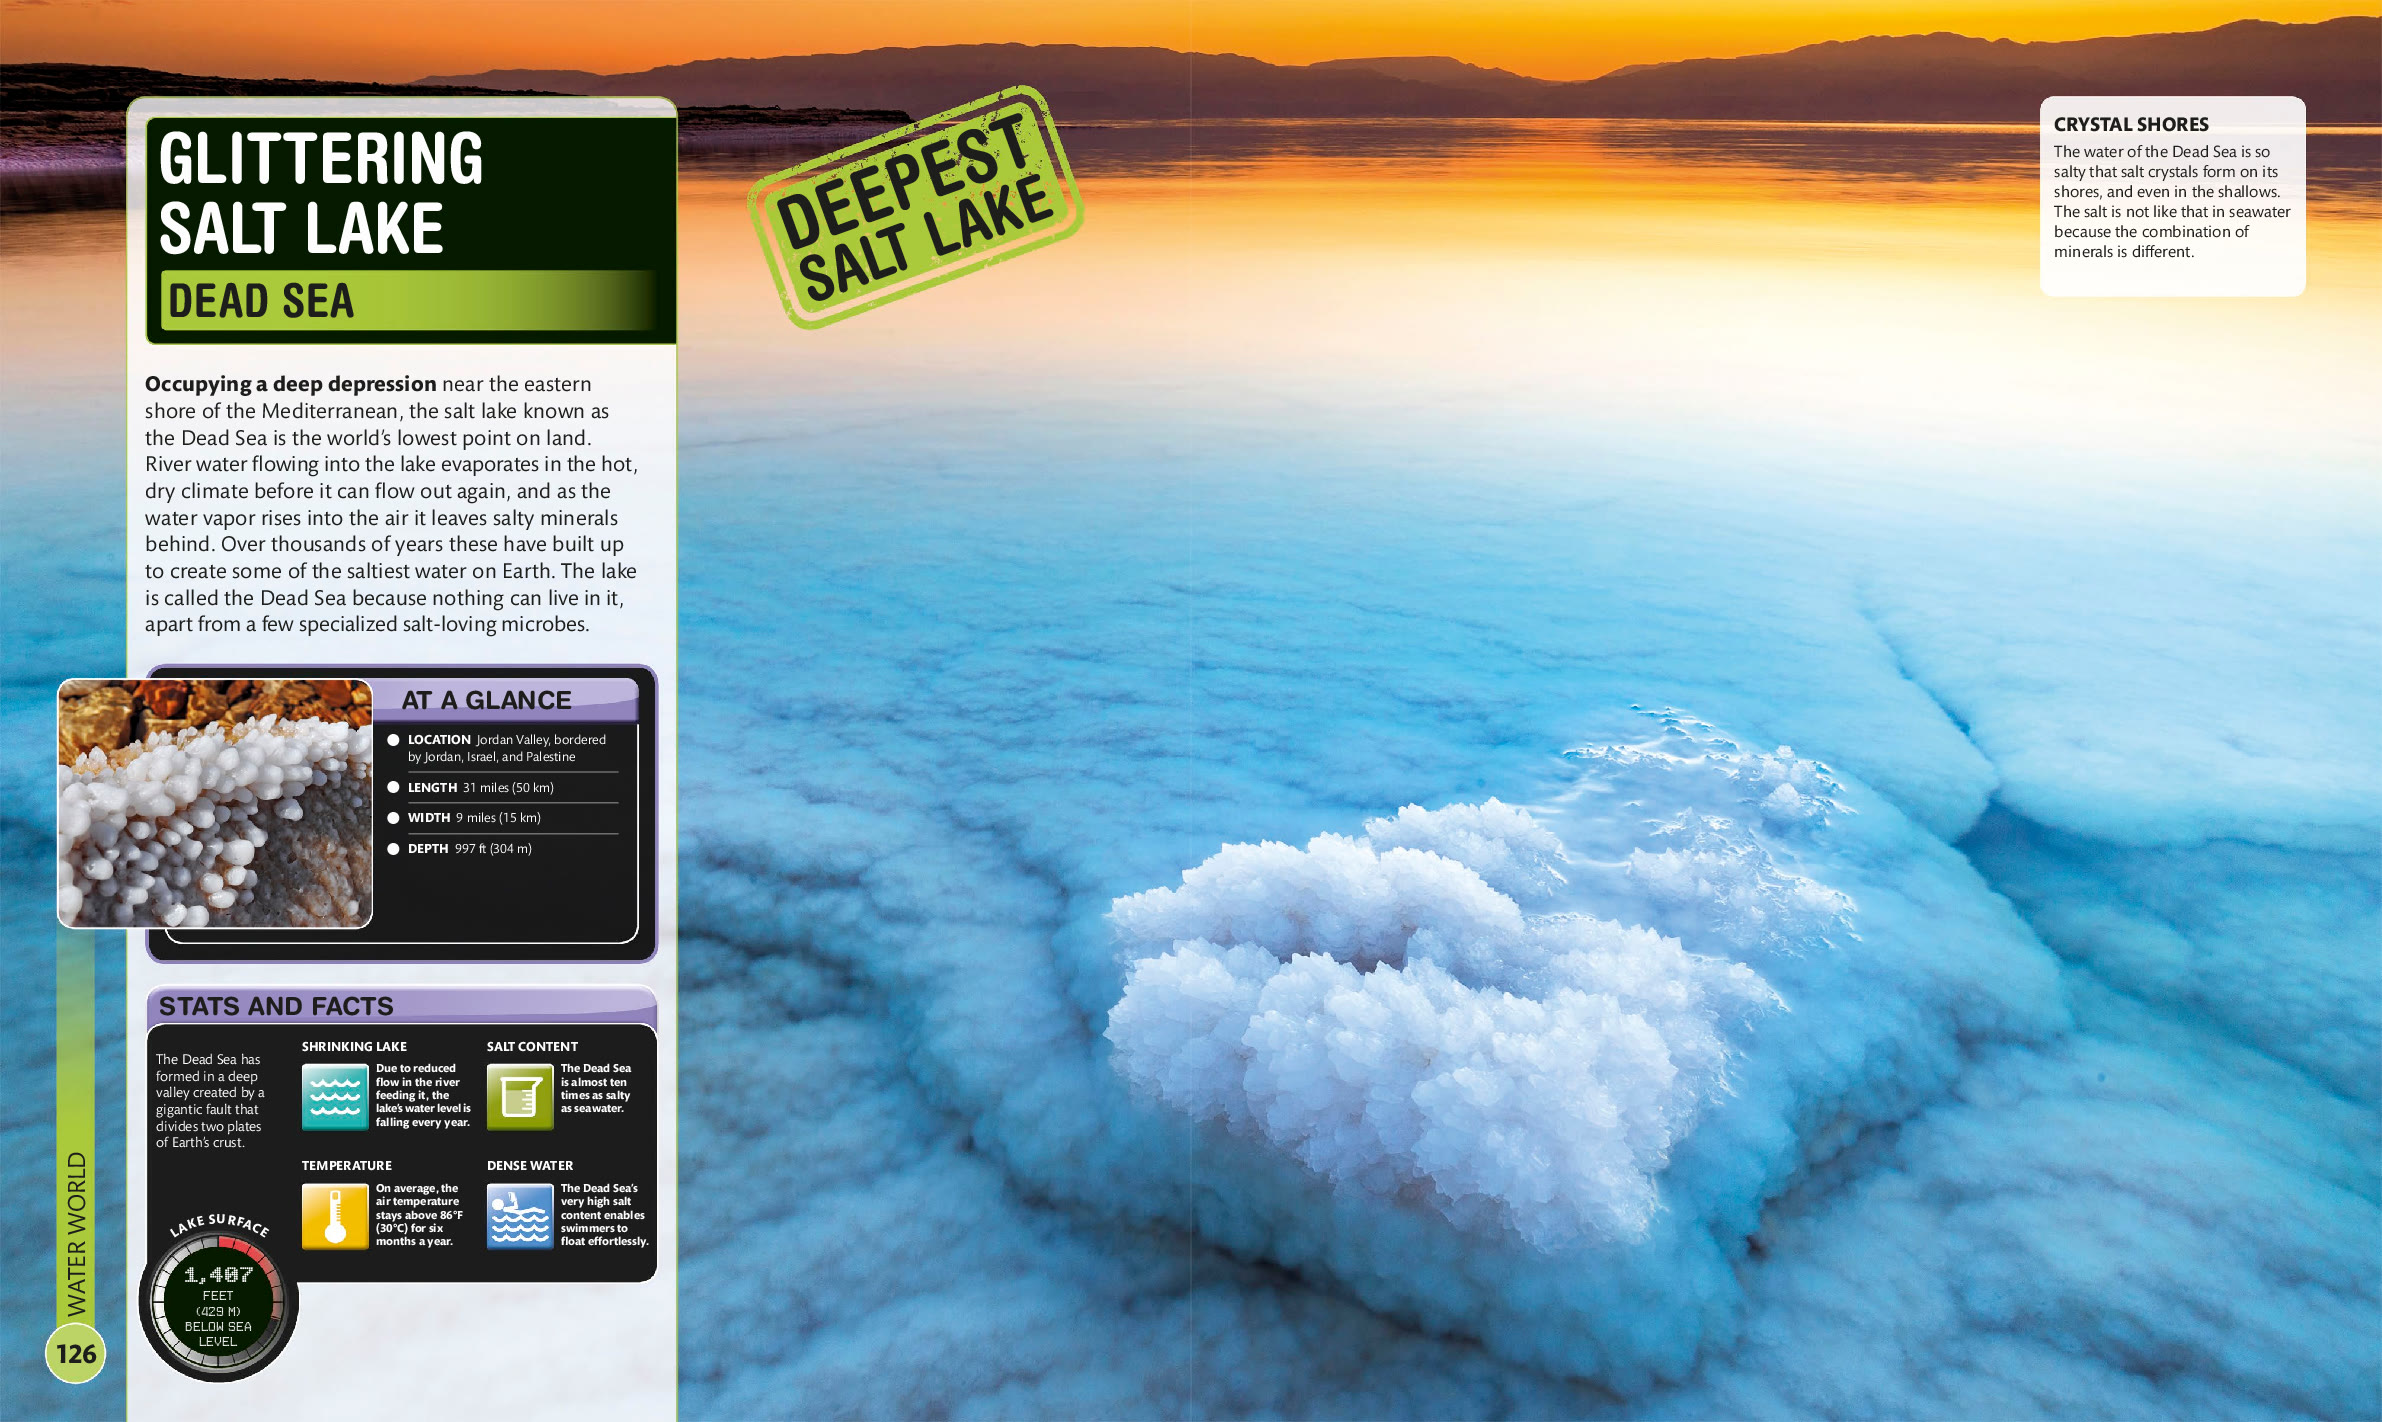 GLITTERING
SALT LAKE
DEAD SEA
Occupying a deep depression near the eastern
shore of the Mediterranean, the salt lake known as
the Dead Sea is the world’s lowest point on land.
River water flowing into the lake evaporates in the hot,
dry climate before it can flow out again, and as the
water vapor rises into the air it leaves salty minerals
behind. Over thousands of years these have built up
to create some of the saltiest water on Earth. The lake
is called the Dead Sea because nothing can live in it,
apart from a few specialized salt-loving microbes.
AT A GLANCE
LOCATION Jordan Valley, bordered
by Jordan, Israel, and Palestine
LENGTH 31 miles (50 km)
WIDTH 9 miles (15 km)
DEPTH 997 ft (304 m)
STATS AND FACTS
The Dead Sea has
formed in a deep
valley created by a
gigantic fault that
divides two plates
of Earth’s crust.
LAKE SURFACE
1,407
FEET
(429 M)
BELOW SEA
LEVEL
SHRINKING LAKE
Due to reduced
flow in the river
feeding it, the
lake’s water level is
falling every year.
SALT CONTENT
The Dead Sea
is almost ten
times as salty
as seawater.
TEMPERATURE
On average, the
air temperature
stays above 86°F
(30°C) for six
months a year.
DENSE WATER
The Dead Sea’s
very high salt
content enables
swimmers to
float effortlessly.
WATER WORLD
126
DEEPEST
SALT LAKE
CRYSTAL SHORES
The water of the Dead Sea is so
salty that salt crystals form on its
shores, and even in the shallows.
The salt is not like that in seawater
because the combination of
minerals is different.